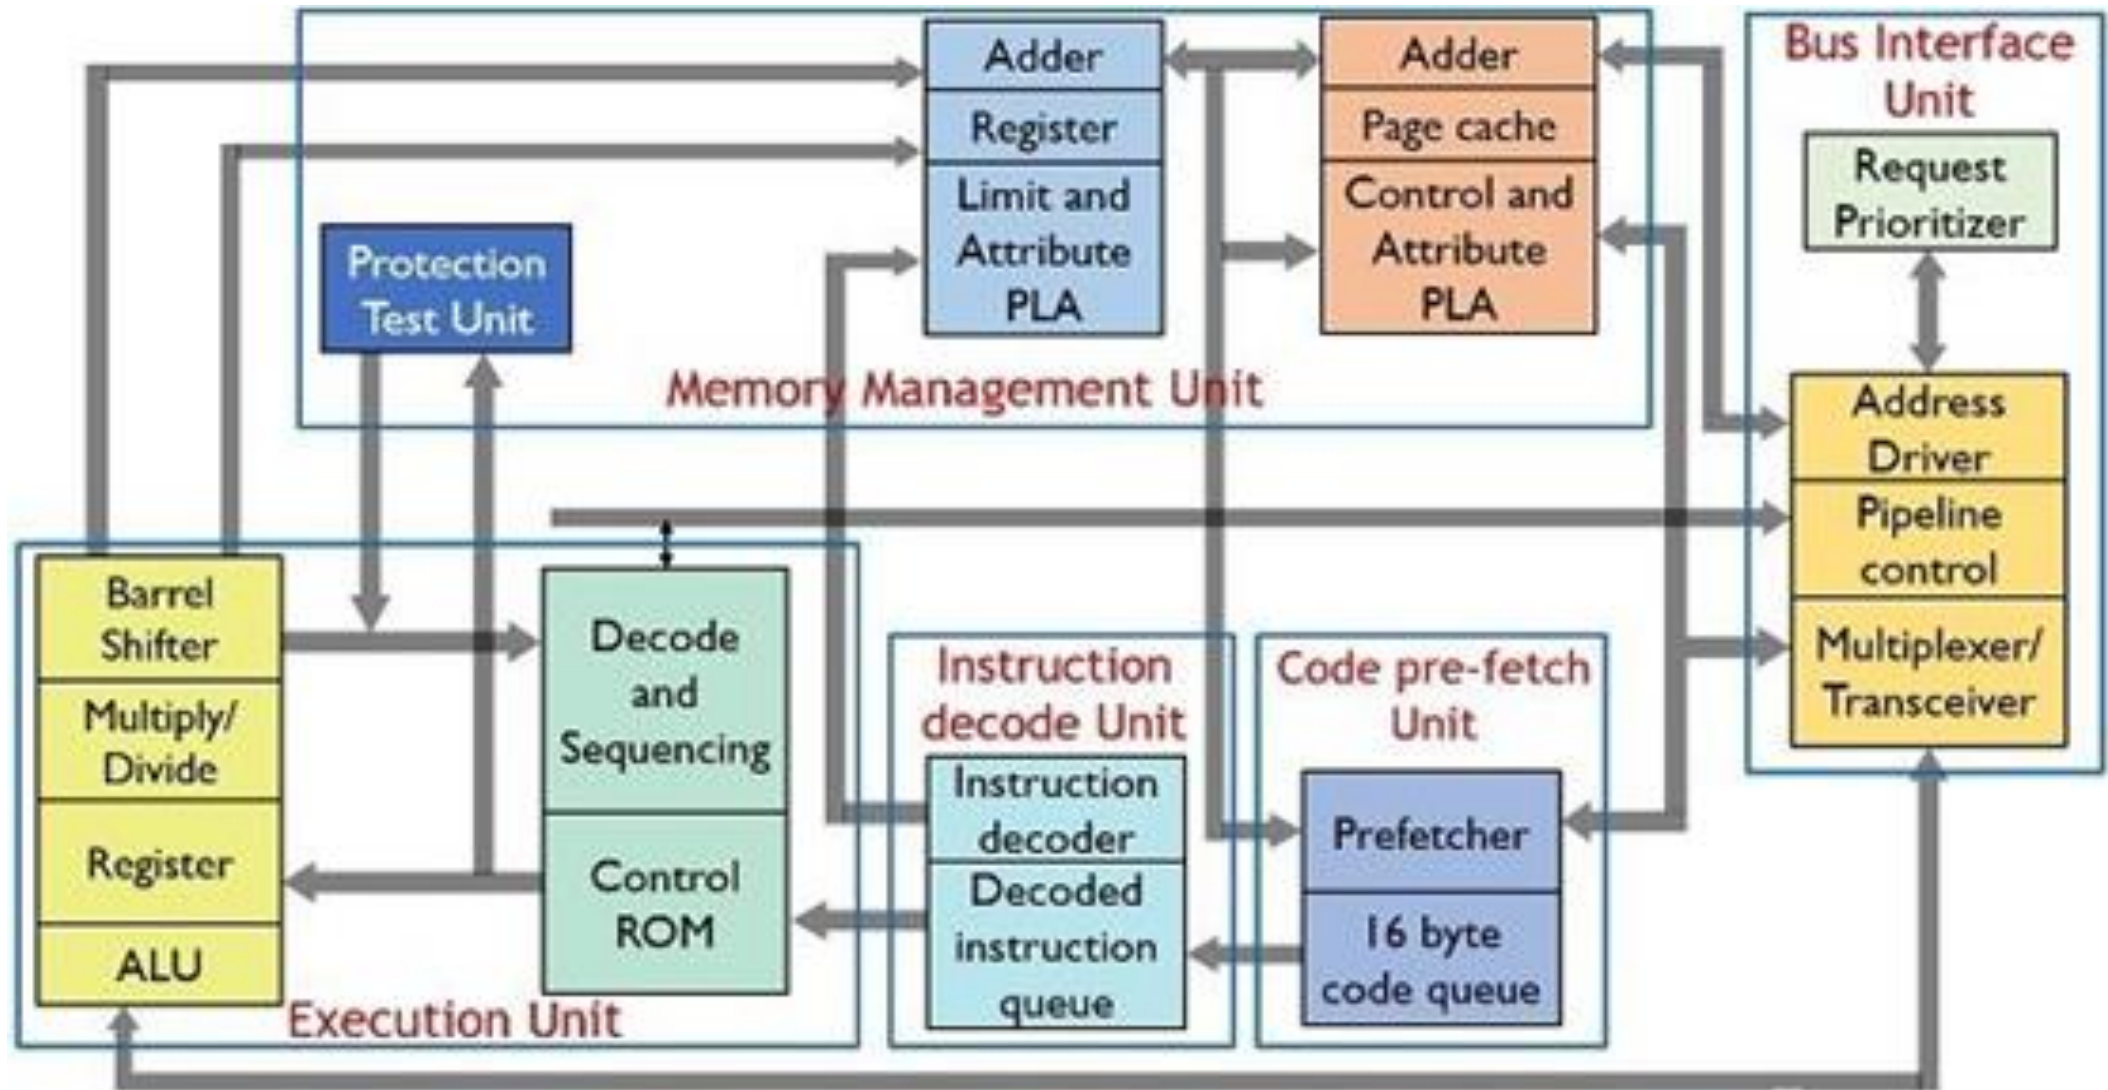 Adder
Register
Limit and
Attribute
PLA
Adder
Page cache
Control and
Attribute
PLA
Bus Interface
Unit
Request
Prioritizer
Protection
Test Unit
Memory Management Unit
Address
Driver
Pipeline
control
Multiplexer/
Transceiver
Barrel
Shifter
Multiply/
Divide
Register
ALU
Decode
and
Sequencing
Control
ROM
Execution Unit
Instruction
decode Unit
Instruction
decoder
Decoded
instruction
queue
Code pre-fetch
Unit
Prefetcher
16 byte
code queue